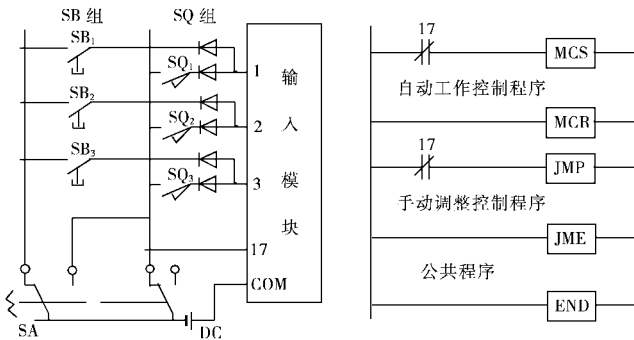 SB 组
SQ 组
SB₁
SQ₁
1
SB₂
SQ₂
2
SB₃
SQ₃
3
输入模块
17
COM
SA
DC
17
MCS
自动工作控制程序
MCR
17
JMP
手动调整控制程序
JME
公共程序
END